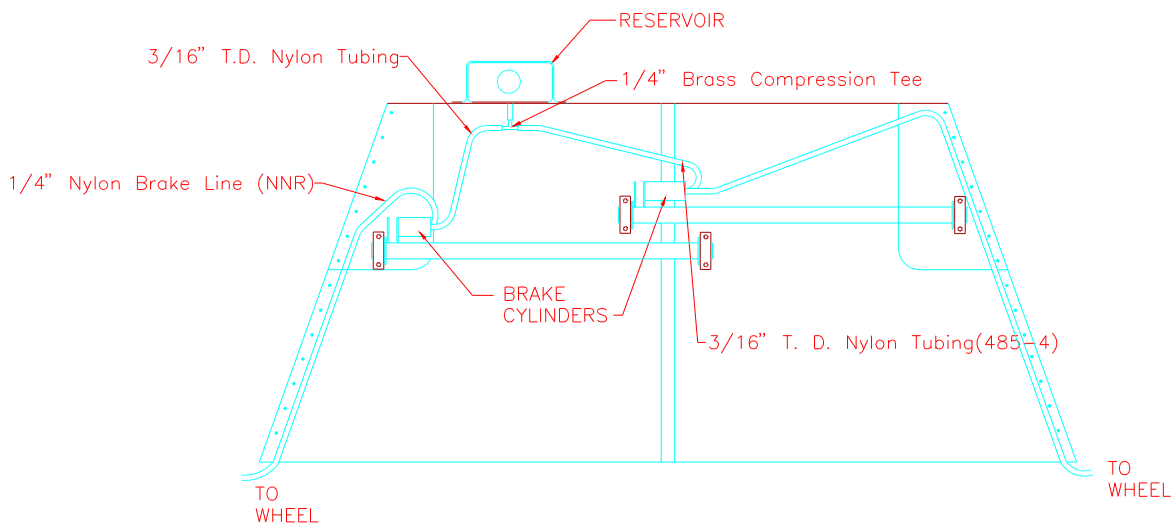 RESERVOIR
3/16" T.D. Nylon Tubing
1/4" Brass Compression Tee
1/4" Nylon Brake Line (NNR)
BRAKE
CYLINDERS
3/16" T. D. Nylon Tubing(485-4)
TO
WHEEL
TO
WHEEL